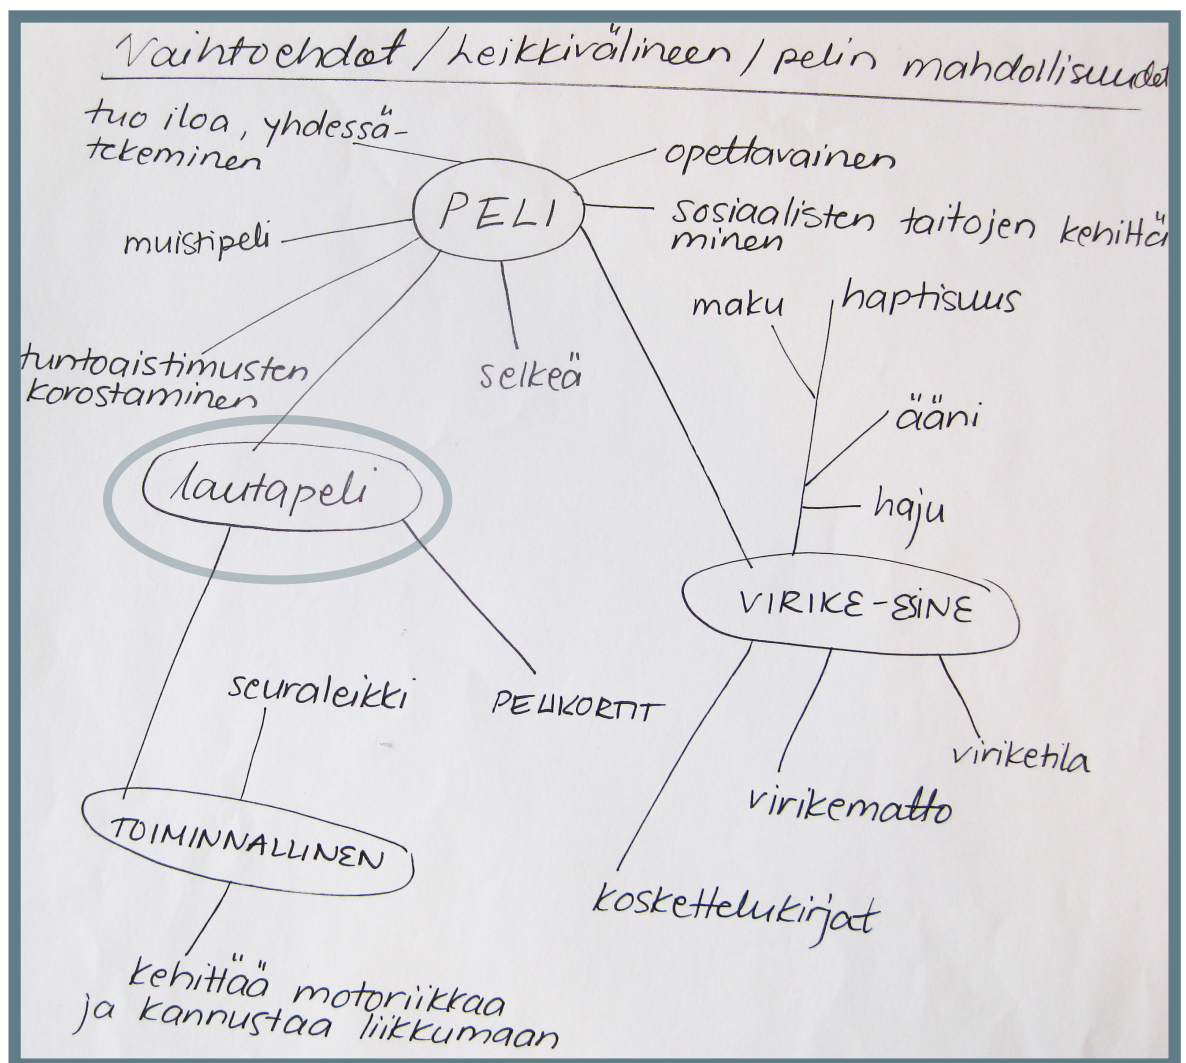 Vaihtoehdot / Leikkivälineen / pelin mahdollisuudet
tuo iloa, yhdessä-
tekeminen
opettavainen
PELI
sosiaalisten taitojen kehittä
minen
muistipeli
maku
haptisuus
tuntoaistimusten
korostaminen
selkeä
ääni
lautapeli
haju
VIRIKE-ESINE
seuraleikki
PELIKORTIT
viriketila
virikematto
TOIMINNALLINEN
koskettelukirjat
kehittää motoriikkaa
ja kannustaa liikkumaan